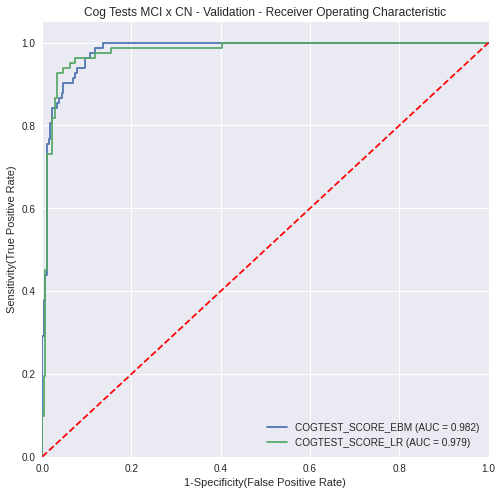 Cog Tests MCI x CN - Validation - Receiver Operating Characteristic
1.0
0.8
0.6
0.4
0.2
0.0
Sensitivity(True Positive Rate)
COGTEST_SCORE_EBM (AUC = 0.982)
COGTEST_SCORE_LR (AUC = 0.979)
0.0 0.2 0.4 0.6 0.8 1.0
1-Specificity(False Positive Rate)